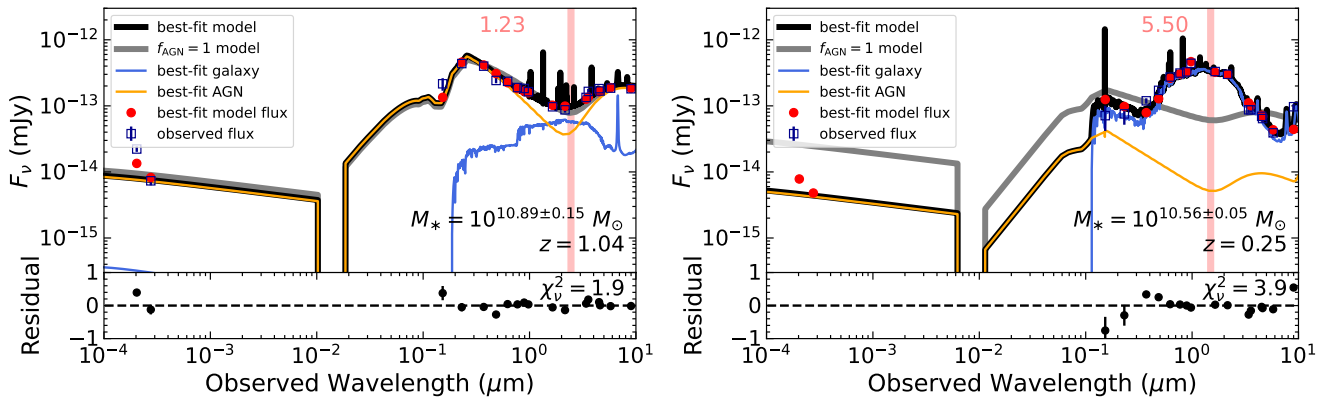 1.23
best-fit model
f_AGN = 1 model
best-fit galaxy
best-fit AGN
best-fit model flux
observed flux
F_ν (mJy)
10^−12
10^−13
10^−14
10^−15
M_* = 10^{10.89±0.15} M_⊙
z = 1.04
χ²_ν 1.9
Residual
1
0
−1
10^−4 10^−3 10^−2 10^−1 10^0 10^1
Observed Wavelength (μm)
5.50
best-fit model
f_AGN = 1 model
best-fit galaxy
best-fit AGN
best-fit model flux
observed flux
F_ν (mJy)
10^−12
10^−13
10^−14
10^−15
M_* = 10^{10.56±0.05} M_⊙
z = 0.25
χ²_ν = 3.9
Residual
1
0
−1
10^−4 10^−3 10^−2 10^−1 10^0 10^1
Observed Wavelength (μm)